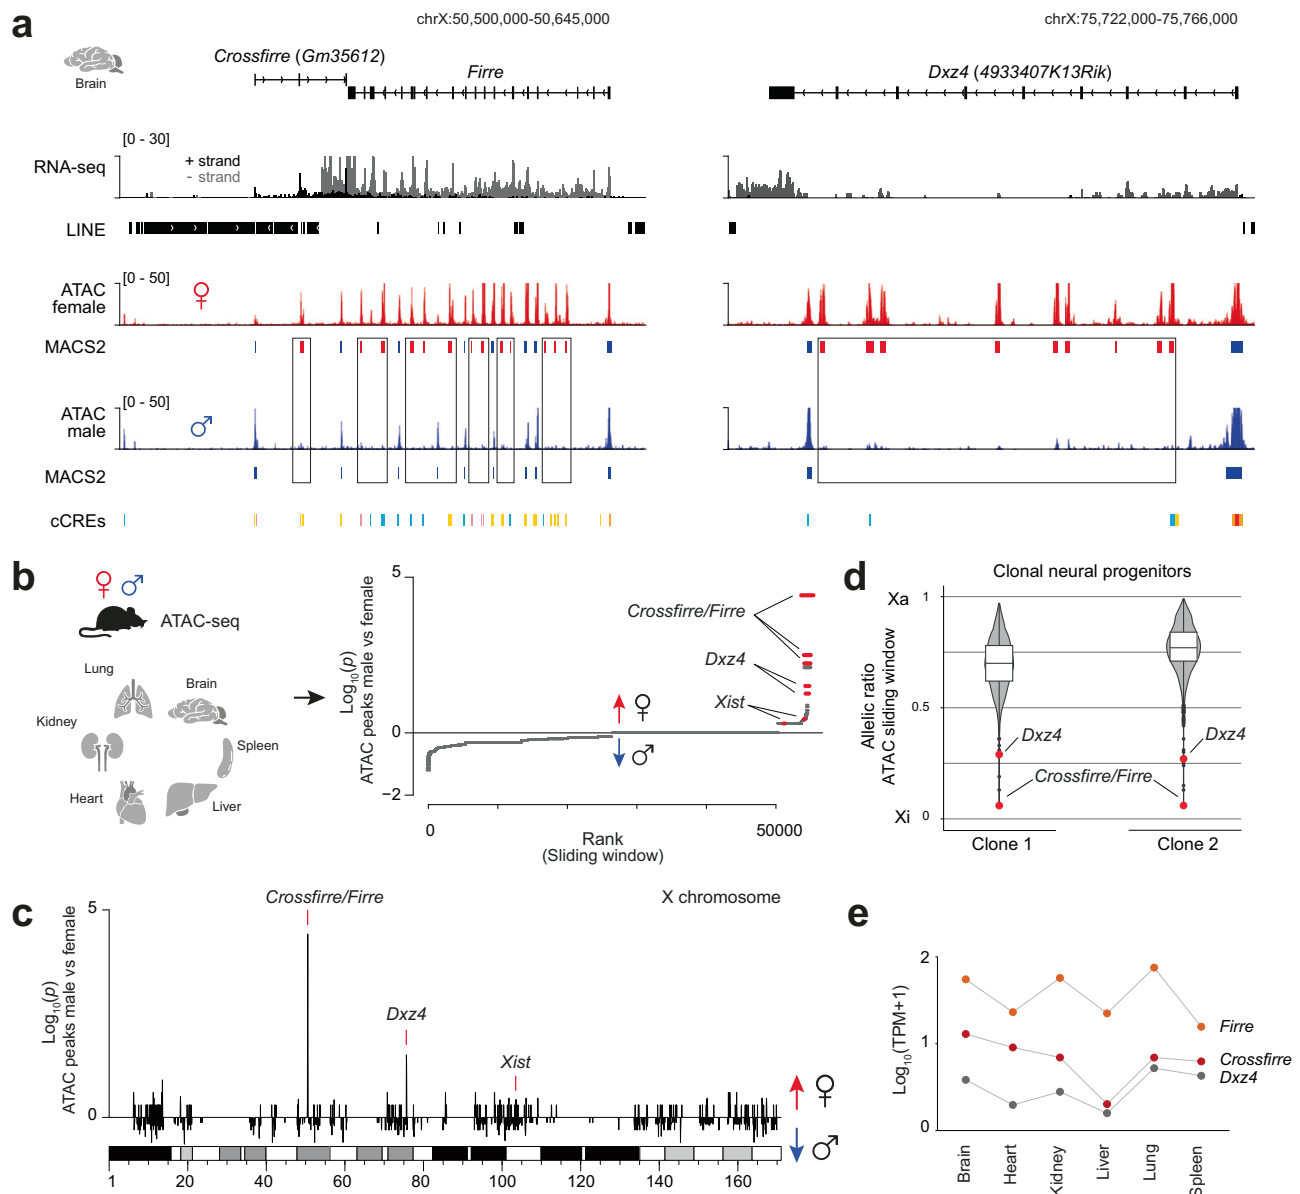 a
chrX:50,500,000-50,645,000
chrX:75,722,000-75,766,000
Brain
Crossfirre (Gm35612)
Firre
Dxz4 (4933407K13Rik)
RNA-seq
[0 - 30]
+ strand
- strand
LINE
ATAC
female
[0 - 50]
♀
MACS2
ATAC
male
[0 - 50]
♂
MACS2
cCREs
b
♀ ♂
ATAC-seq
Lung
Brain
Kidney
Spleen
Heart
Liver
Log10(p)
ATAC peaks male vs female
5
0
−2
Crossfirre/Firre
Dxz4
Xist
♀
♂
0
50000
Rank
(Sliding window)
d
Clonal neural progenitors
Xa
1
0.5
Xi
0
Allelic ratio
ATAC sliding window
Dxz4
Dxz4
Crossfirre/Firre
Clone 1
Clone 2
c
X chromosome
Log10(p)
ATAC peaks male vs female
5
0
Crossfirre/Firre
Dxz4
Xist
♀
♂
1 20 40 60 80 100 120 140 160
e
Log10(TPM+1)
2
1
0
Firre
Crossfirre
Dxz4
Brain
Heart
Kidney
Liver
Lung
Spleen